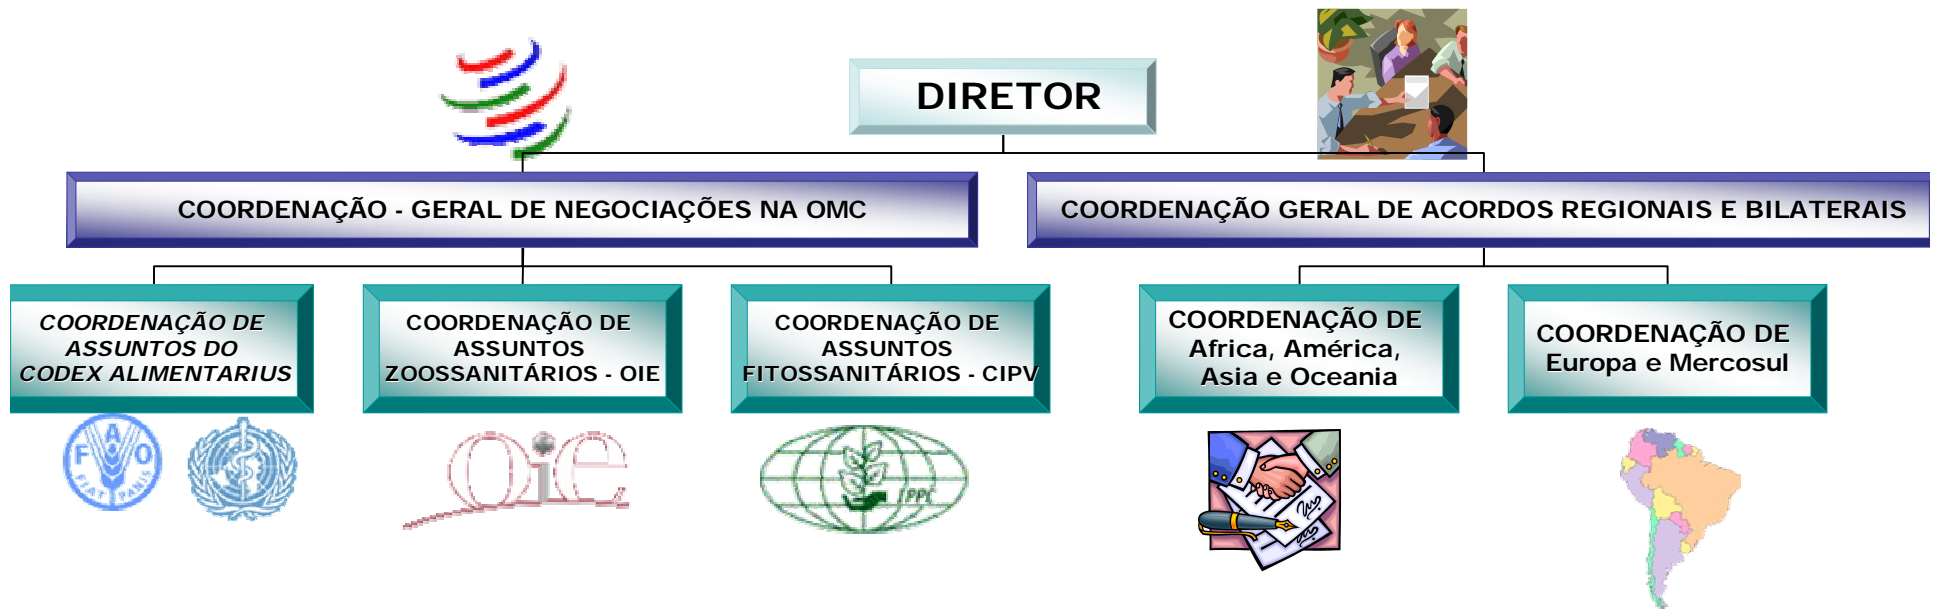 DIRETOR
COORDENAÇÃO - GERAL DE NEGOCIAÇÕES NA OMC
COORDENAÇÃO GERAL DE ACORDOS REGIONAIS E BILATERAIS
COORDENAÇÃO DE
ASSUNTOS DO
CODEX ALIMENTARIUS
COORDENAÇÃO DE
ASSUNTOS
ZOOSSANITÁRIOS - OIE
COORDENAÇÃO DE
ASSUNTOS
FITOSSANITÁRIOS - CIPV
COORDENAÇÃO DE
Africa, América,
Asia e Oceania
COORDENAÇÃO DE
Europa e Mercosul
F A O
FIAT PANIS
oie
IPPC